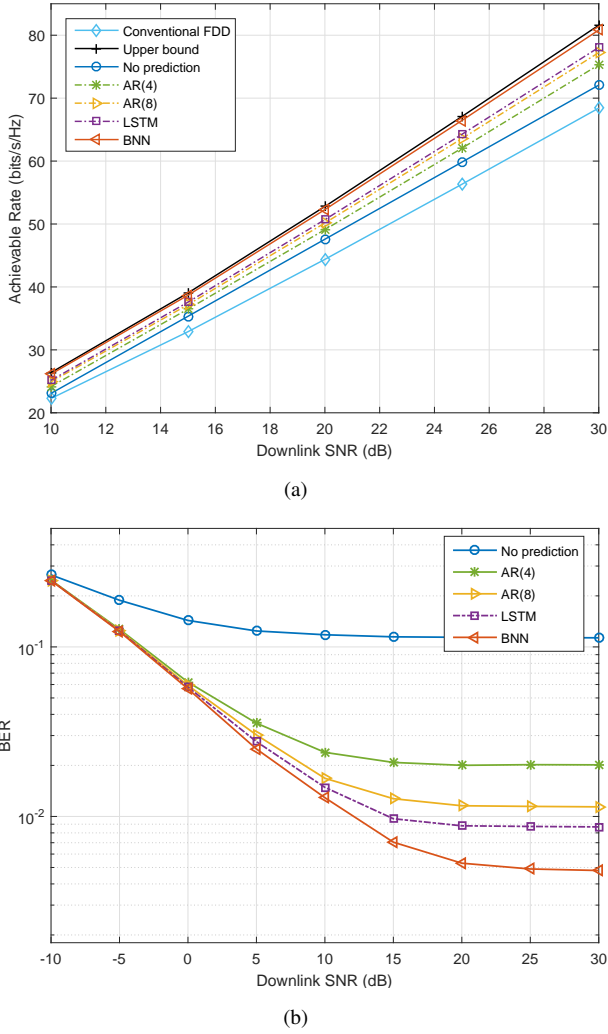 80
70
60
50
40
30
20
Achievable Rate (bits/s/Hz)
Conventional FDD
Upper bound
No prediction
AR(4)
AR(8)
LSTM
BNN
10 12 14 16 18 20 22 24 26 28 30
Downlink SNR (dB)
(a)
10-1
10-2
BER
No prediction
AR(4)
AR(8)
LSTM
BNN
-10 -5 0 5 10 15 20 25 30
Downlink SNR (dB)
(b)